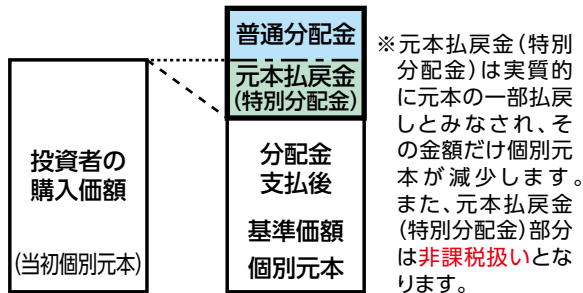 投資者の
購入価額
(当初個別元本)
普通分配金
元本払戻金
(特別分配金)
分配金
支払後
基準価額
個別元本
※元本払戻金(特別
分配金)は実質的
に元本の一部払戻
しとみなされ、そ
の金額だけ個別元
本が減少します。
また、元本払戻金
(特別分配金)部分
は非課税扱いとな
ります。